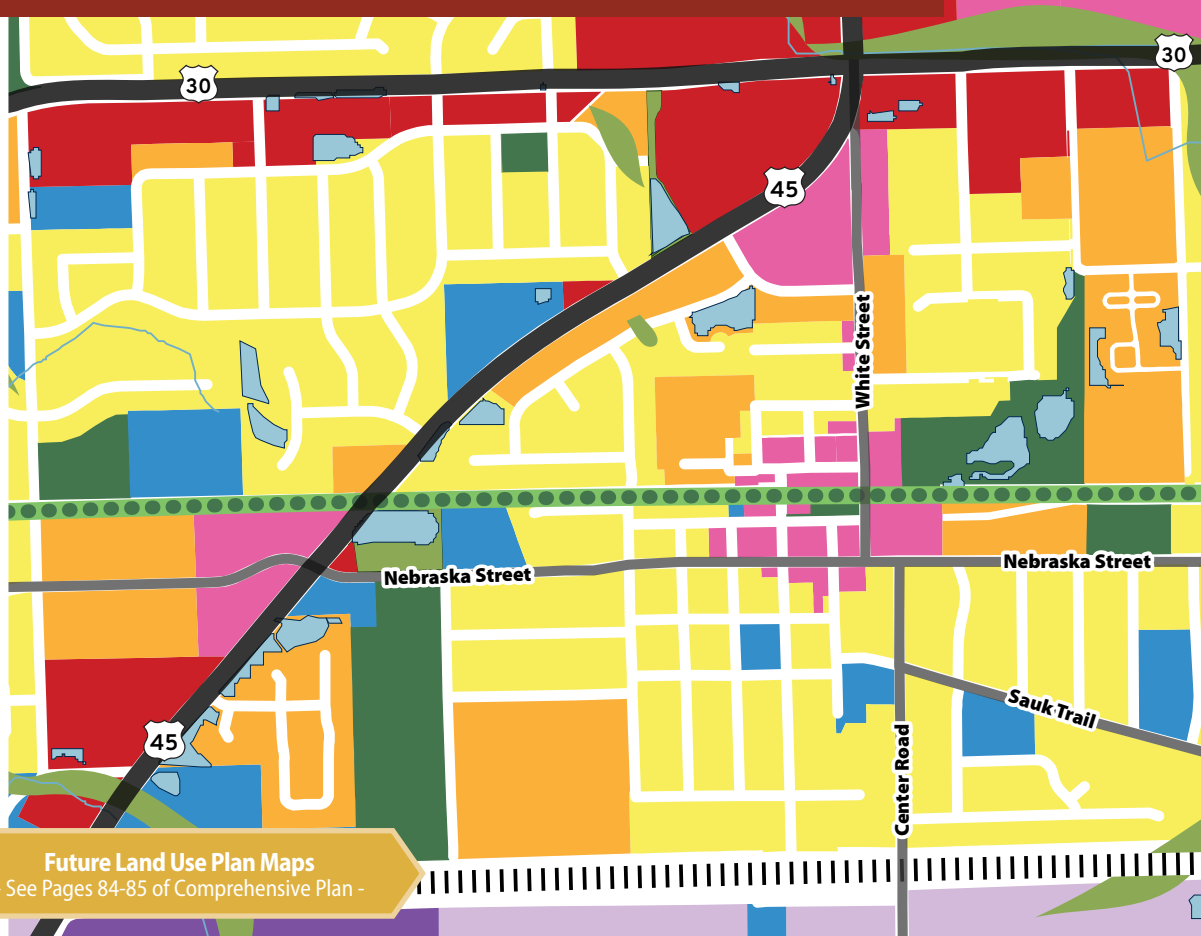 30
30
45
White Street
Nebraska Street
Nebraska Street
Sauk Trail
45
Center Road
Future Land Use Plan Maps
See Pages 84-85 of Comprehensive Plan -